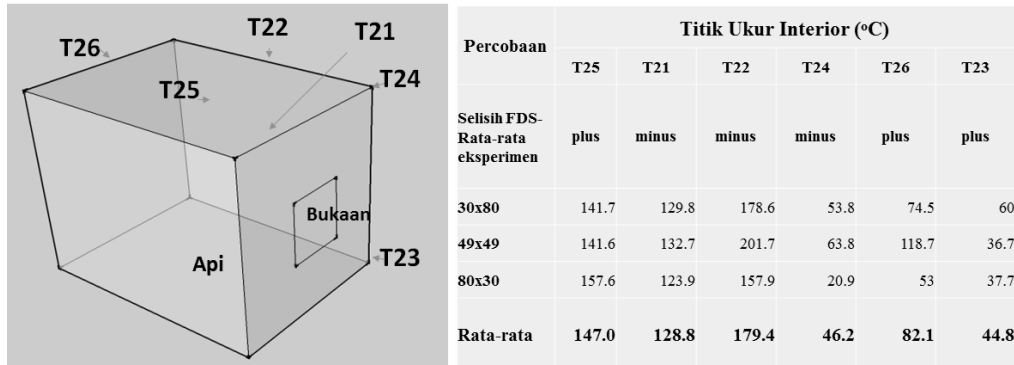 T22
T21
T26
T24
T25
Bukaan
T23
Api
Percobaan
Titik Ukur Interior (°C)
T25 T21 T22 T24 T26 T23
Selisih FDS-
Rata-rata
eksperimen
plus minus minus minus plus plus
30x80 141.7 129.8 178.6 53.8 74.5 60
49x49 141.6 132.7 201.7 63.8 118.7 36.7
80x30 157.6 123.9 157.9 20.9 53 37.7
Rata-rata 147.0 128.8 179.4 46.2 82.1 44.8